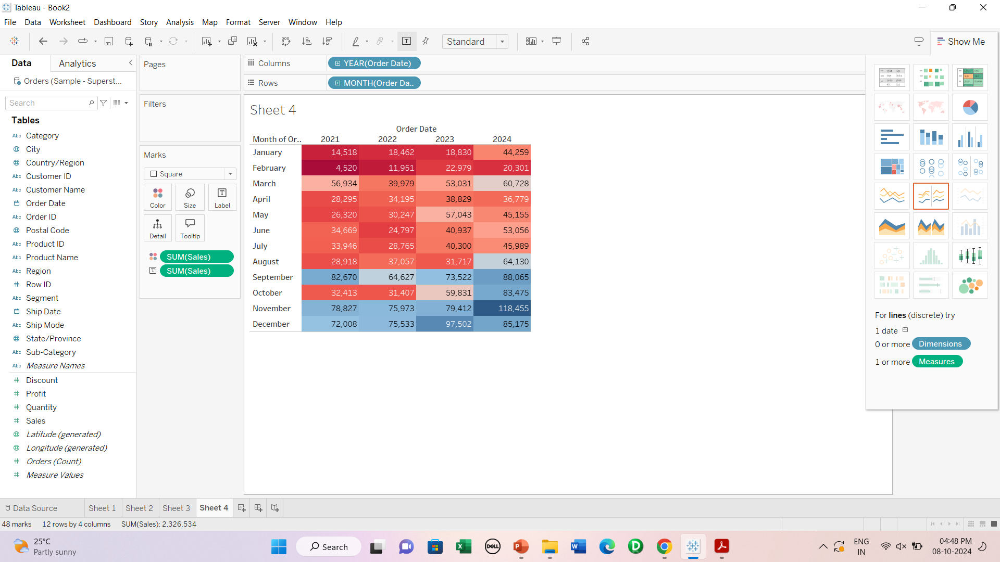 Tableau - Book2
File Data Worksheet Dashboard Story Analysis Map Format Server Window Help
Standard
Show Me
Data Analytics
Orders (Sample - Superst...
Search
Tables
Abc Category
City
Country/Region
Abc Customer ID
Abc Customer Name
Order Date
Abc Order ID
Postal Code
Abc Product ID
Abc Product Name
Abc Region
# Row ID
Abc Segment
Ship Date
Abc Ship Mode
State/Province
Abc Sub-Category
Abc Measure Names
# Discount
# Profit
# Quantity
# Sales
Latitude (generated)
Longitude (generated)
# Orders (Count)
# Measure Values
Pages
Filters
Marks
Square
Color Size Label
Detail Tooltip
SUM(Sales)
SUM(Sales)
Columns YEAR(Order Date)
Rows MONTH(Order Da..
Sheet 4
Order Date
Month of Or.. 2021 2022 2023 2024
January 14,518 18,462 18,830 44,259
February 4,520 11,951 22,979 20,301
March 56,934 39,979 53,031 60,728
April 28,295 34,195 38,829 36,779
May 26,320 30,247 57,043 45,155
June 34,669 24,797 40,937 53,056
July 33,946 28,765 40,300 45,989
August 28,918 37,057 31,717 64,130
September 82,670 64,627 73,522 88,065
October 32,413 31,407 59,831 83,475
November 78,827 75,973 79,412 118,455
December 72,008 75,533 97,502 85,175
For lines (discrete) try
1 date
0 or more Dimensions
1 or more Measures
Data Source Sheet 1 Sheet 2 Sheet 3 Sheet 4
48 marks 12 rows by 4 columns SUM(Sales): 2,326,534
25°C
Partly sunny
Search
DELL
ENG
IN
04:48 PM
08-10-2024